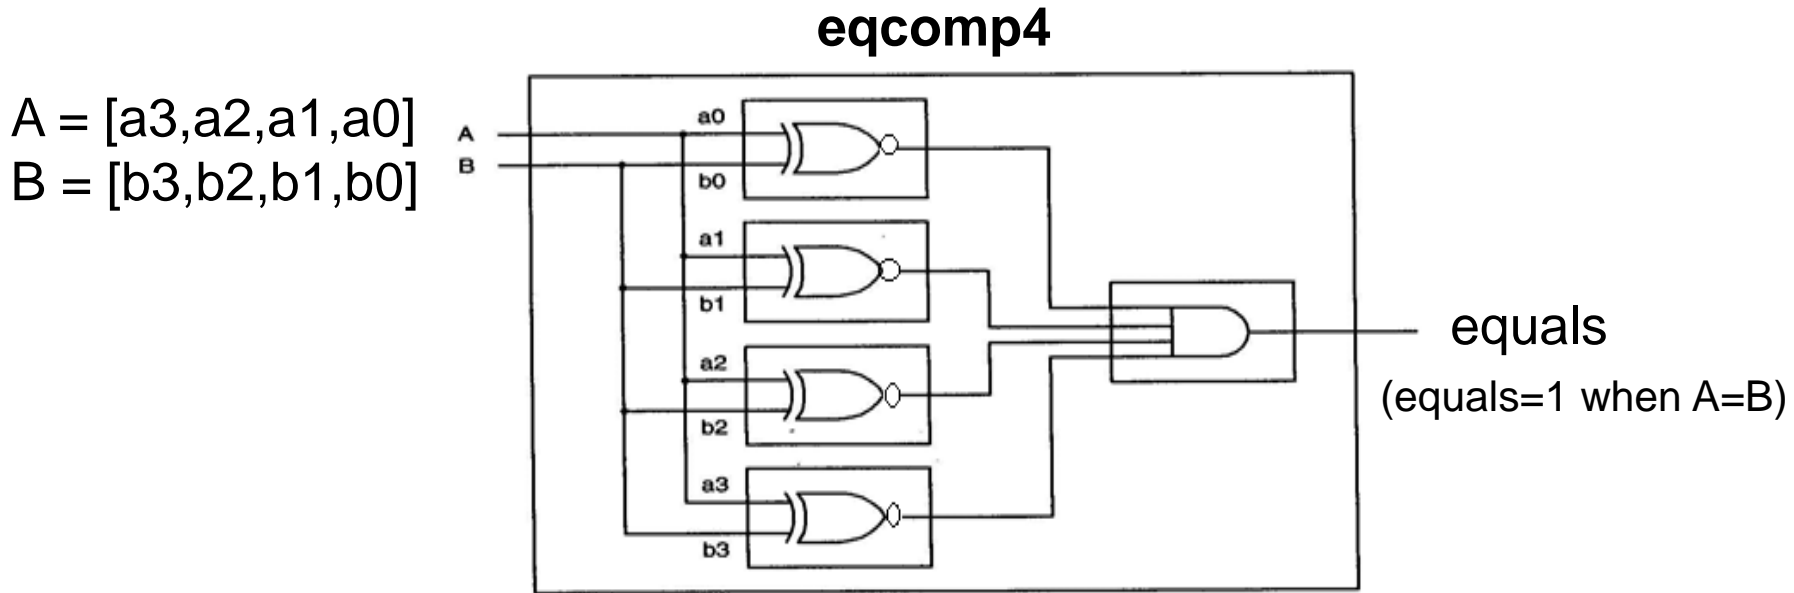 eqcomp4
A = [a3,a2,a1,a0]
B = [b3,b2,b1,b0]
A
B
a0
b0
a1
b1
a2
b2
a3
b3
equals
(equals=1 when A=B)